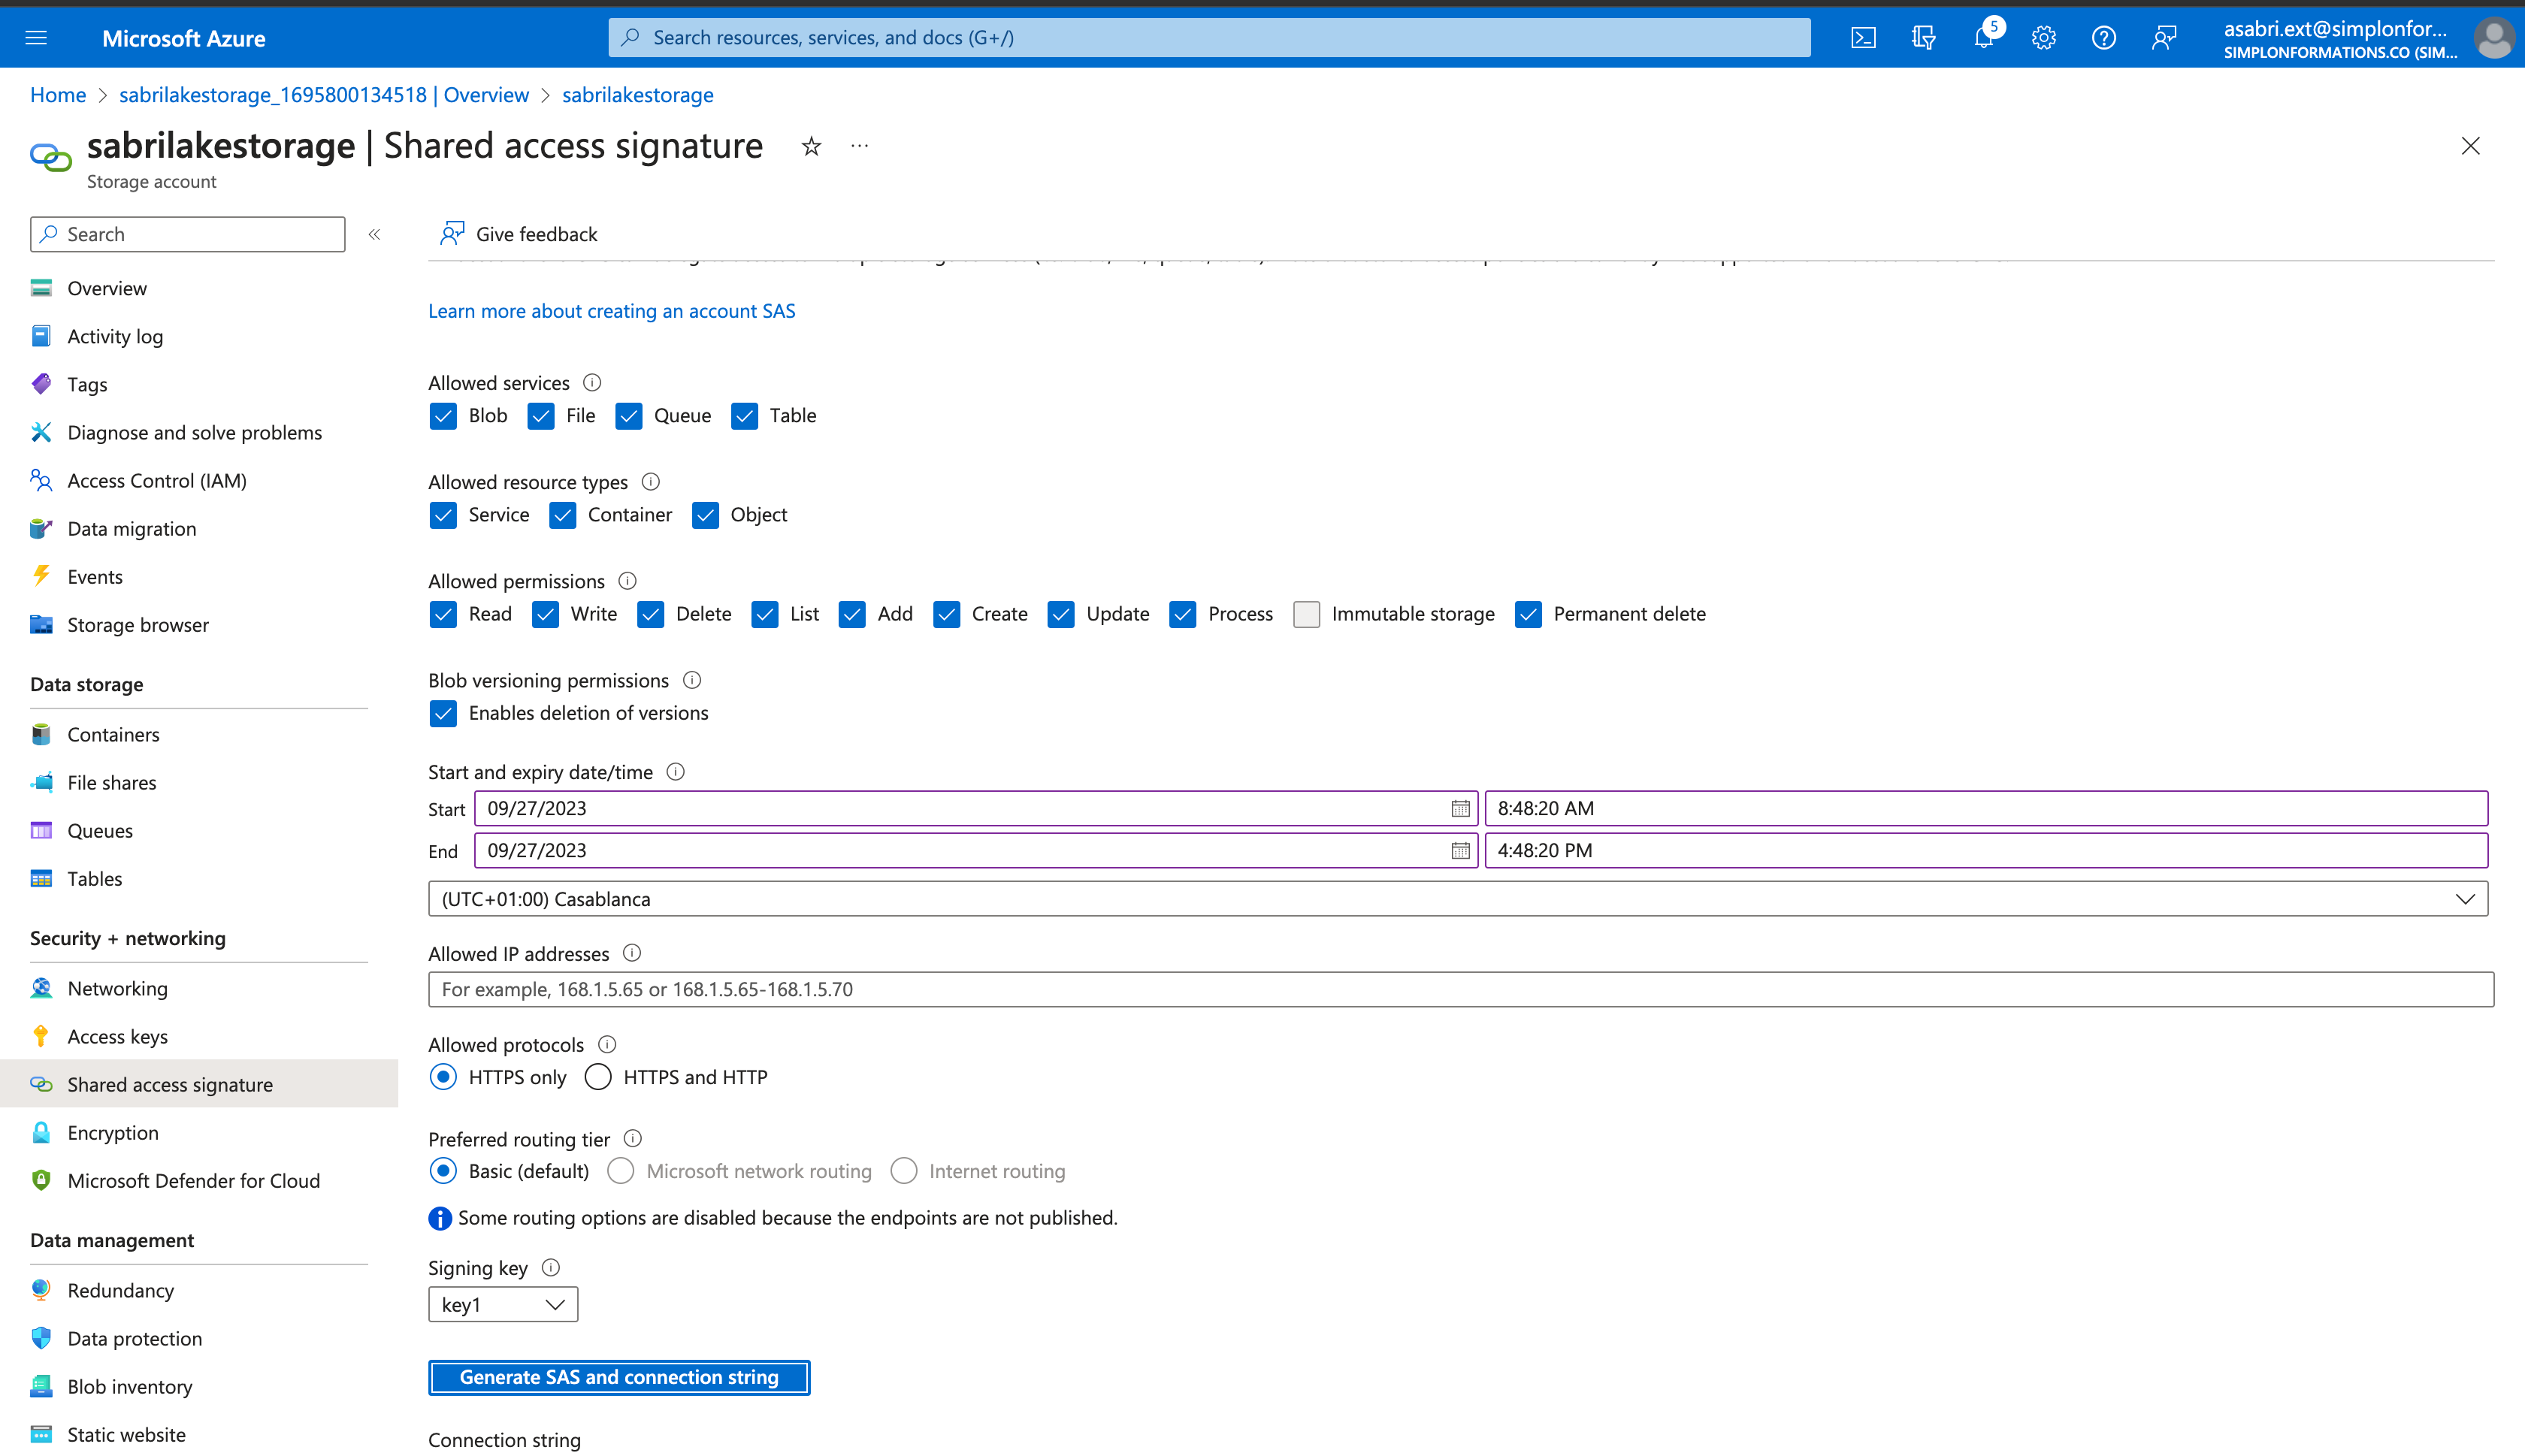 Microsoft Azure
Search resources, services, and docs (G+/)
5
asabri.ext@simplonfor...
SIMPLONFORMATIONS.CO (SIM...
Home > sabrilakestorage_1695800134518 | Overview > sabrilakestorage
sabrilakestorage | Shared access signature
Storage account
Search
Overview
Activity log
Tags
Diagnose and solve problems
Access Control (IAM)
Data migration
Events
Storage browser
Data storage
Containers
File shares
Queues
Tables
Security + networking
Networking
Access keys
Shared access signature
Encryption
Microsoft Defender for Cloud
Data management
Redundancy
Data protection
Blob inventory
Static website
Give feedback
Learn more about creating an account SAS
Allowed services
Blob File Queue Table
Allowed resource types
Service Container Object
Allowed permissions
Read Write Delete List Add Create Update Process Immutable storage Permanent delete
Blob versioning permissions
Enables deletion of versions
Start and expiry date/time
Start 09/27/2023 8:48:20 AM
End 09/27/2023 4:48:20 PM
(UTC+01:00) Casablanca
Allowed IP addresses
For example, 168.1.5.65 or 168.1.5.65-168.1.5.70
Allowed protocols
HTTPS only HTTPS and HTTP
Preferred routing tier
Basic (default) Microsoft network routing Internet routing
Some routing options are disabled because the endpoints are not published.
Signing key
key1
Generate SAS and connection string
Connection string